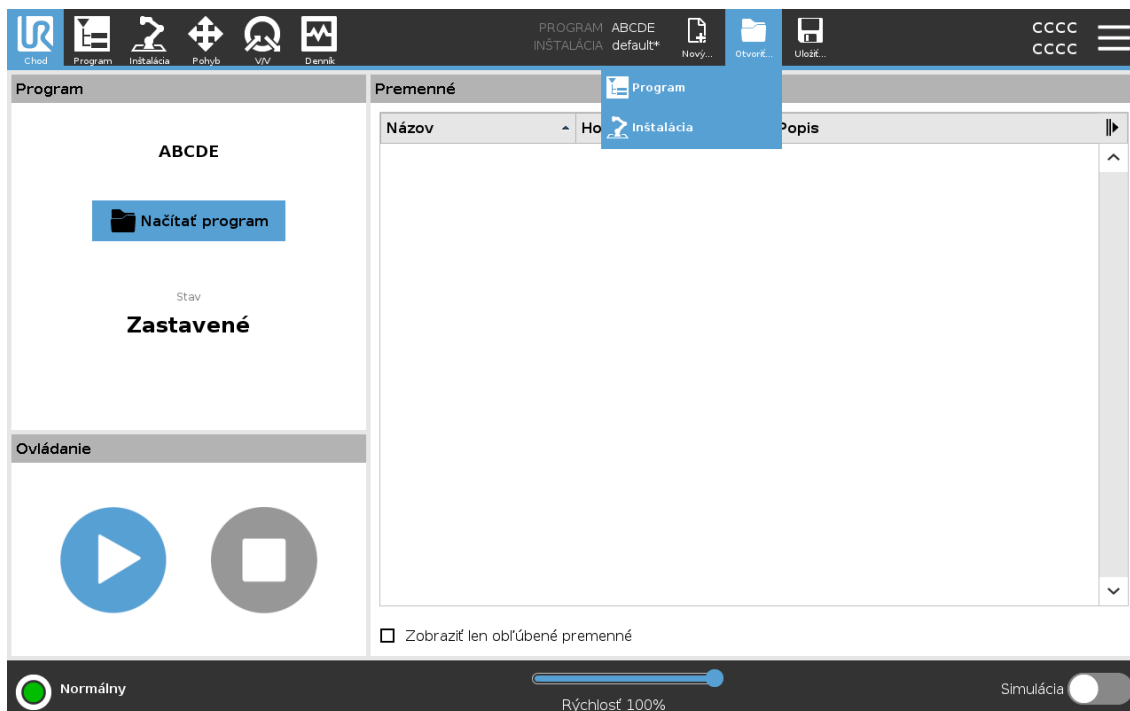 UR
Chod
Program
Inštalácia
Pohyb
V/V
Denník
PROGRAM ABCDE
INŠTALÁCIA default*
Nový...
Otvoriť...
Uložiť...
CCCC
CCCC
Program
Inštalácia
Program
ABCDE
Načítať program
Stav
Zastavené
Ovládanie
Premenné
Názov
Popis
Zobraziť len obľúbené premenné
Normálny
Rýchlosť 100%
Simulácia